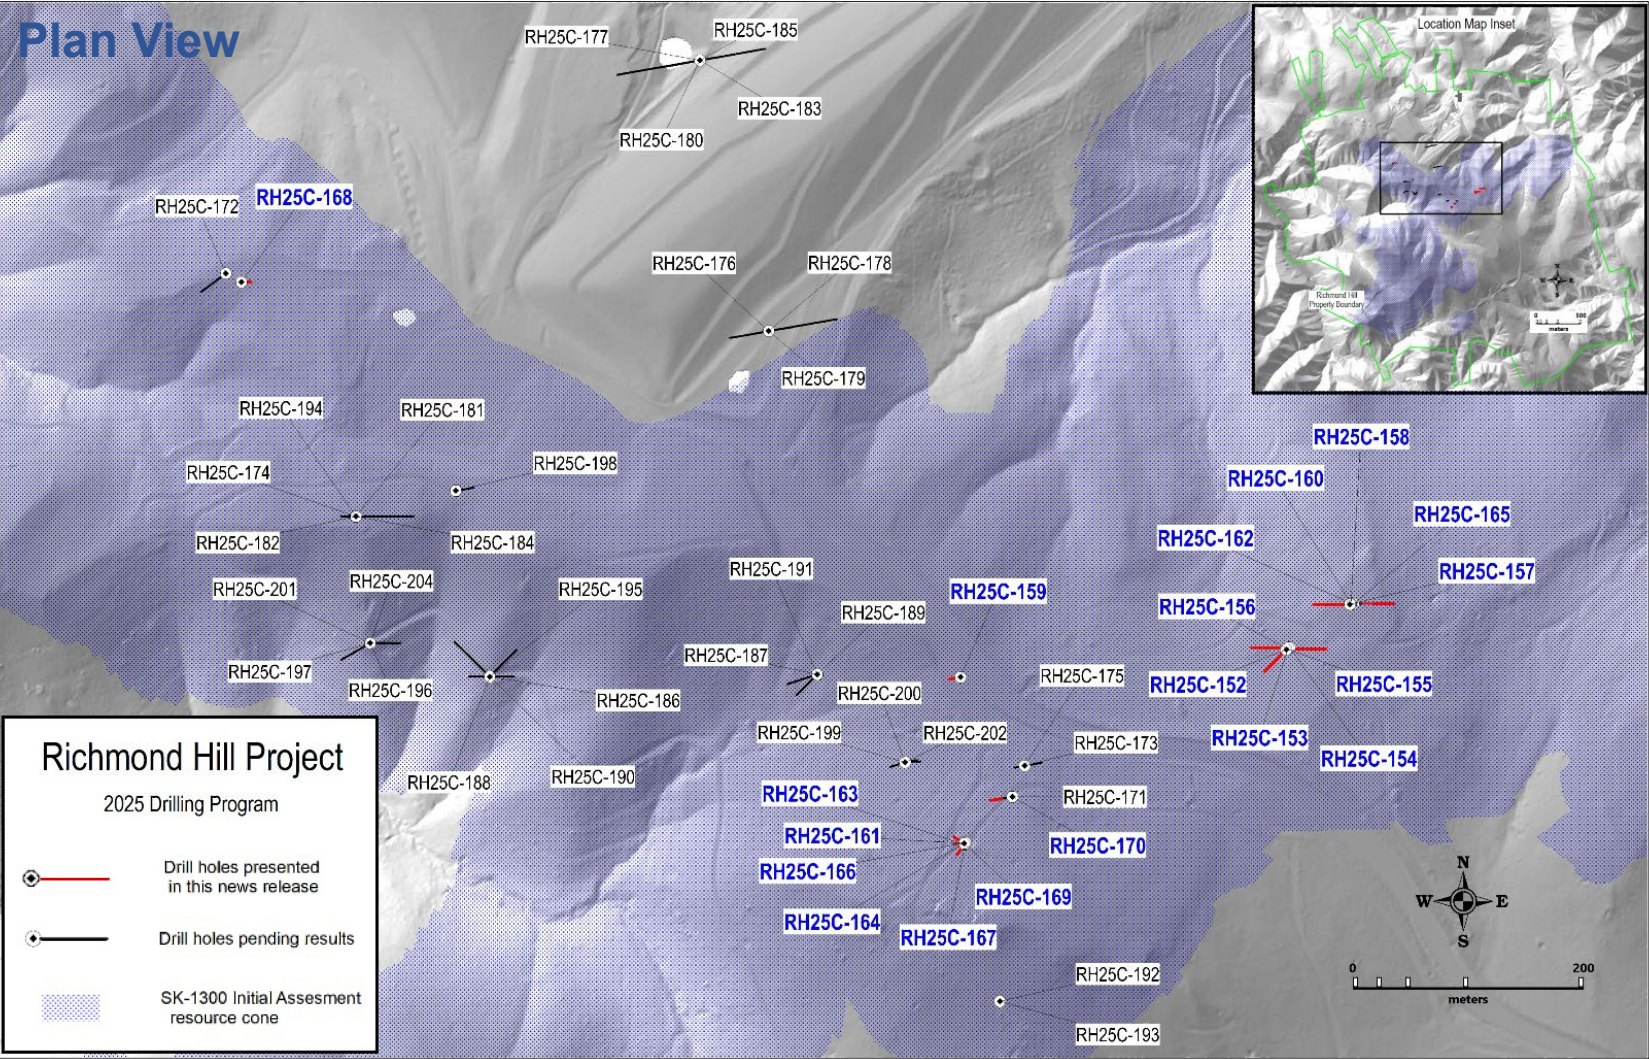 Plan View
RH25C-177
RH25C-185
RH25C-183
RH25C-180
Location Map Inset
Richmond Hill
Property Boundary
N
W E
S
0 500
meters
RH25C-172
RH25C-168
RH25C-176
RH25C-178
RH25C-179
RH25C-194
RH25C-181
RH25C-174
RH25C-198
RH25C-182
RH25C-184
RH25C-158
RH25C-160
RH25C-165
RH25C-162
RH25C-157
RH25C-156
RH25C-152
RH25C-155
RH25C-153
RH25C-154
RH25C-201
RH25C-204
RH25C-195
RH25C-197
RH25C-196
RH25C-186
RH25C-188
RH25C-190
RH25C-191
RH25C-159
RH25C-189
RH25C-187
RH25C-200
RH25C-175
RH25C-199
RH25C-202
RH25C-173
RH25C-163
RH25C-171
RH25C-161
RH25C-170
RH25C-166
RH25C-169
RH25C-164
RH25C-167
RH25C-192
RH25C-193
Richmond Hill Project
2025 Drilling Program
Drill holes presented
in this news release
Drill holes pending results
SK-1300 Initial Assesment
resource cone
N
W E
S
0 200
meters